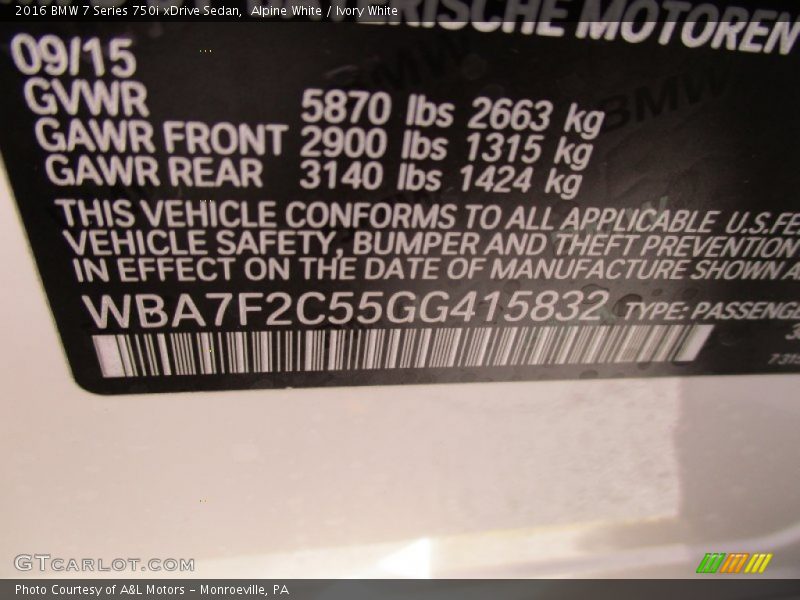 2016 BMW 7 Series 750i xDrive Sedan, Alpine White / Ivory White
MOTOREN
09/15
GVWR 5870 lbs 2663 kg
GAWR FRONT 2900 lbs 1315 kg
GAWR REAR 3140 lbs 1424 kg
THIS VEHICLE CONFORMS TO ALL APPLICABLE U.S.FE
VEHICLE SAFETY, BUMPER AND THEFT PREVENTION
IN EFFECT ON THE DATE OF MANUFACTURE SHOWN A
WBA7F2C55GG415832 TYPE: PASSENGE
GTCARLOT.COM
Photo Courtesy of A&L Motors - Monroeville, PA